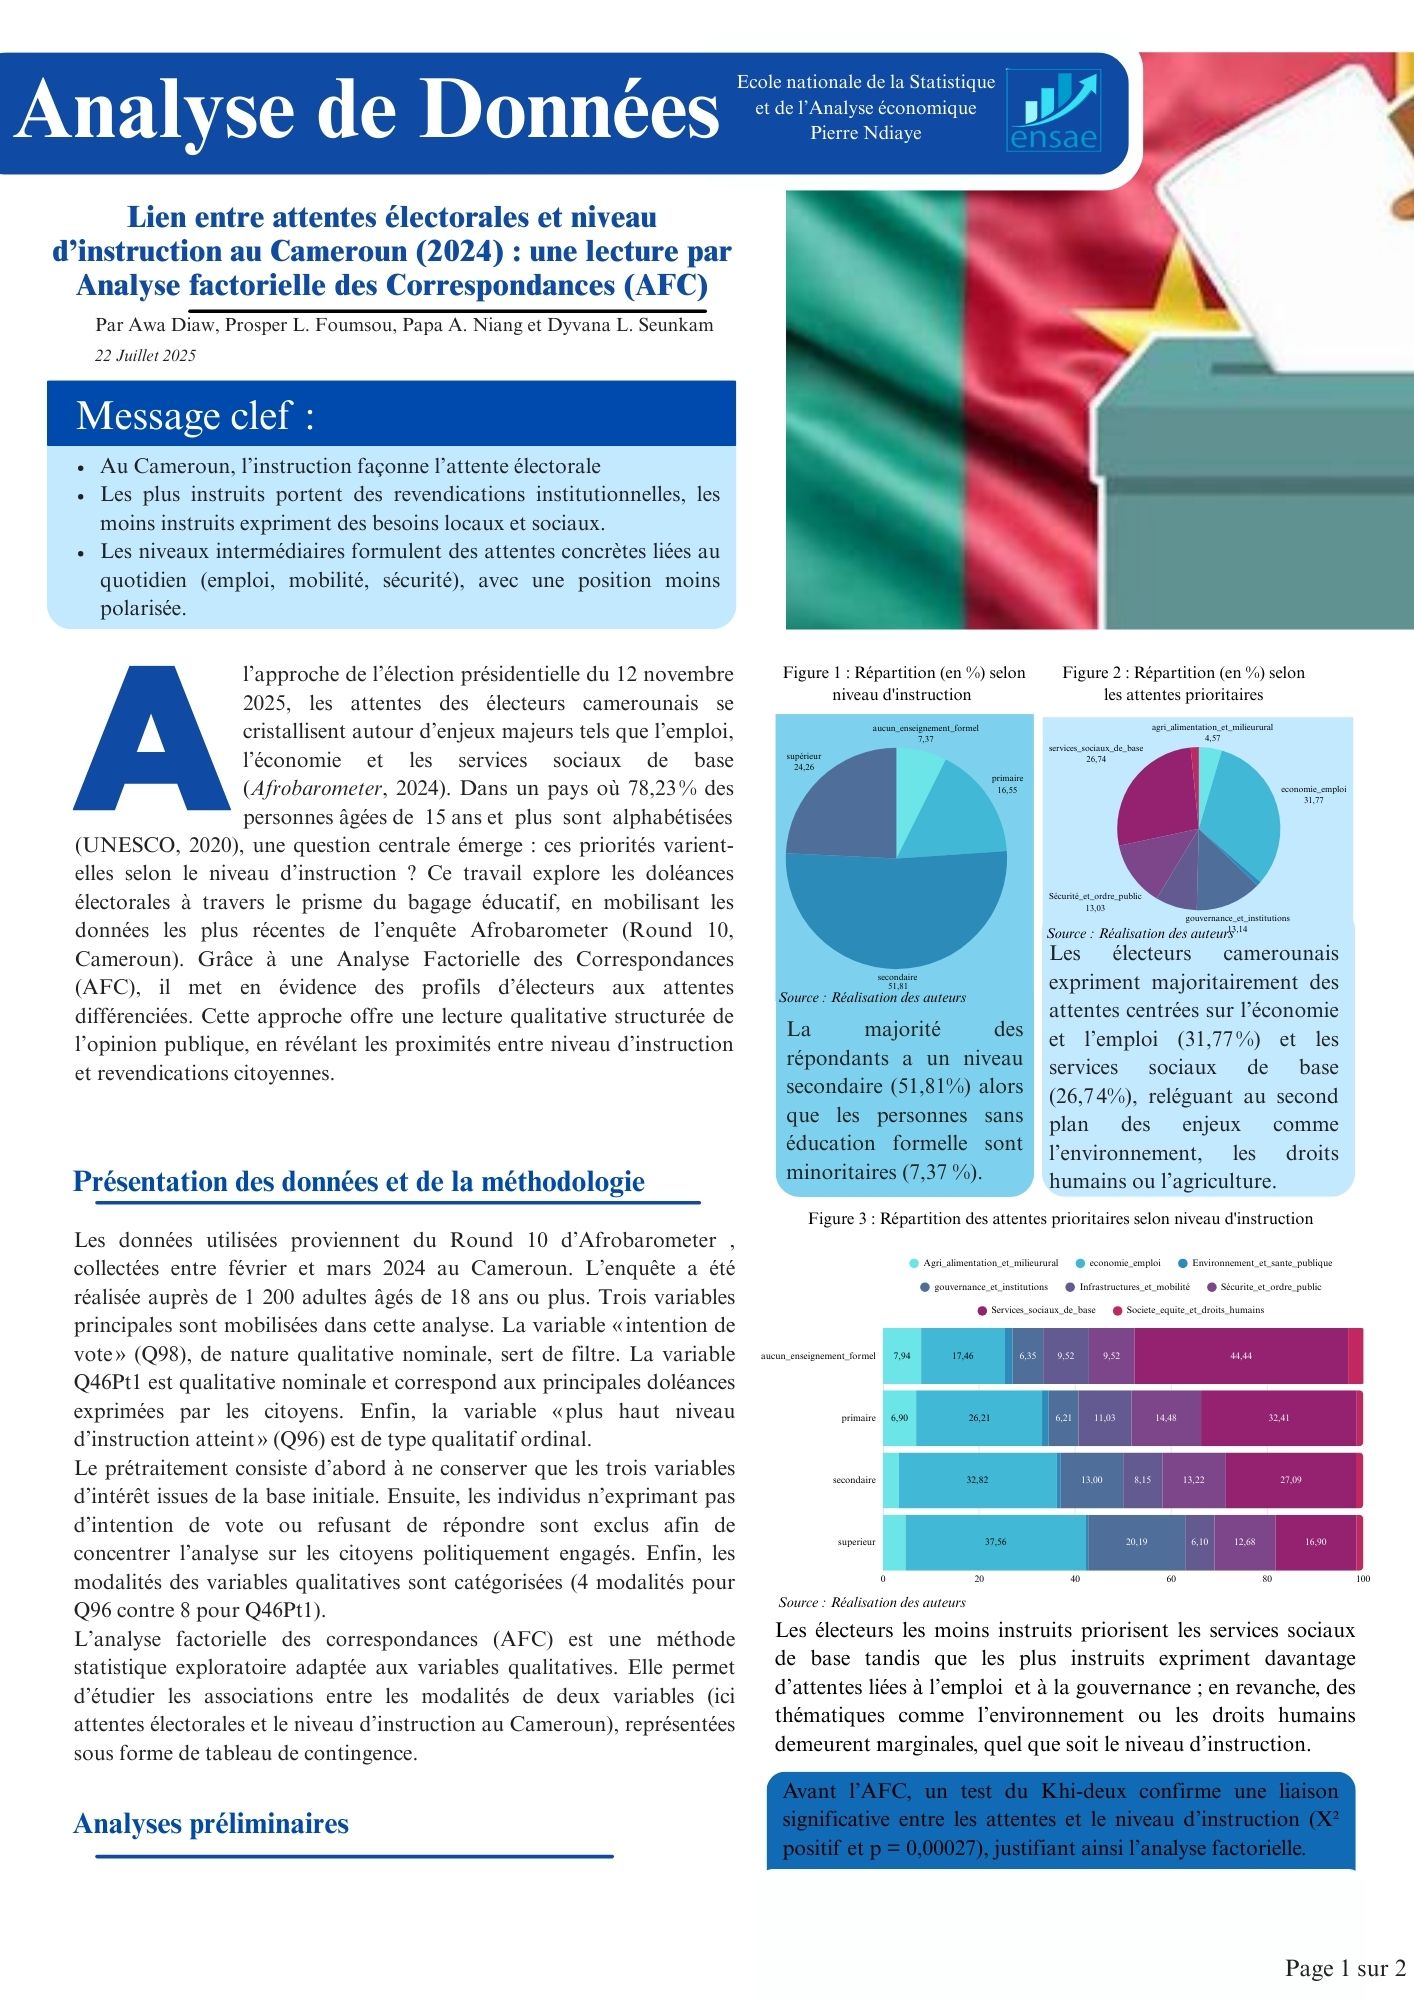 Analyse de Données
Ecole nationale de la Statistique
et de l'Analyse économique
Pierre Ndiaye
ensae
Lien entre attentes électorales et niveau
d'instruction au Cameroun (2024) : une lecture par
Analyse factorielle des Correspondances (AFC)
Par Awa Diaw, Prosper L. Foumsou, Papa A. Niang et Dyvana L. Seunkam
22 Juillet 2025
Message clef :
• Au Cameroun, l'instruction façonne l'attente électorale
• Les plus instruits portent des revendications institutionnelles, les
moins instruits expriment des besoins locaux et sociaux.
• Les niveaux intermédiaires formulent des attentes concrètes liées au
quotidien (emploi, mobilité, sécurité), avec une position moins
polarisée.
A
l'approche de l'élection présidentielle du 12 novembre
2025, les attentes des électeurs camerounais se
cristallisent autour d'enjeux majeurs tels que l'emploi,
l'économie et les services sociaux de base
(Afrobarometer, 2024). Dans un pays où 78,23% des
personnes âgées de 15 ans et plus sont alphabétisées
(UNESCO, 2020), une question centrale émerge : ces priorités varient-
elles selon le niveau d'instruction ? Ce travail explore les doléances
électorales à travers le prisme du bagage éducatif, en mobilisant les
données les plus récentes de l'enquête Afrobarometer (Round 10,
Cameroun). Grâce à une Analyse Factorielle des Correspondances
(AFC), il met en évidence des profils d'électeurs aux attentes
différenciées. Cette approche offre une lecture qualitative structurée de
l'opinion publique, en révélant les proximités entre niveau d'instruction
et revendications citoyennes.
Présentation des données et de la méthodologie
Les données utilisées proviennent du Round 10 d'Afrobarometer ,
collectées entre février et mars 2024 au Cameroun. L'enquête a été
réalisée auprès de 1 200 adultes âgés de 18 ans ou plus. Trois variables
principales sont mobilisées dans cette analyse. La variable « intention de
vote » (Q98), de nature qualitative nominale, sert de filtre. La variable
Q46Pt1 est qualitative nominale et correspond aux principales doléances
exprimées par les citoyens. Enfin, la variable « plus haut niveau
d'instruction atteint » (Q96) est de type qualitatif ordinal.
Le prétraitement consiste d'abord à ne conserver que les trois variables
d'intérêt issues de la base initiale. Ensuite, les individus n'exprimant pas
d'intention de vote ou refusant de répondre sont exclus afin de
concentrer l'analyse sur les citoyens politiquement engagés. Enfin, les
modalités des variables qualitatives sont catégorisées (4 modalités pour
Q96 contre 8 pour Q46Pt1).
L'analyse factorielle des correspondances (AFC) est une méthode
statistique exploratoire adaptée aux variables qualitatives. Elle permet
d'étudier les associations entre les modalités de deux variables (ici
attentes électorales et le niveau d'instruction au Cameroun), représentées
sous forme de tableau de contingence.
Analyses préliminaires
Figure 1 : Répartition (en %) selon
niveau d'instruction
aucun_enseignement_formel
7,37
supérieur
24,26
primaire
16,55
secondaire
51,81
Source : Réalisation des auteurs
La majorité des
répondants a un niveau
secondaire (51,81%) alors
que les personnes sans
éducation formelle sont
minoritaires (7,37 %).
Figure 2 : Répartition (en %) selon
les attentes prioritaires
agri_alimentation_et_milieurural
4,57
services_sociaux_de_base
26,74
economie_emploi
31,77
Sécurité_et_ordre_public
13,03
gouvernance_et_institutions
13,14
Source : Réalisation des auteurs
Les électeurs camerounais
expriment majoritairement des
attentes centrées sur l'économie
et l'emploi (31,77%) et les
services sociaux de base
(26,74%), reléguant au second
plan des enjeux comme
l'environnement, les droits
humains ou l'agriculture.
Figure 3 : Répartition des attentes prioritaires selon niveau d'instruction
Agri_alimentation_et_milieurural economie_emploi Environnement_et_sante_publique
gouvernance_et_institutions Infrastructures_et_mobilité Sécurite_et_ordre_public
Services_sociaux_de_base Societe_equite_et_droits_humains
aucun_enseignement_formel 7,94 17,46 6,35 9,52 9,52 44,44
primaire 6,90 26,21 6,21 11,03 14,48 32,41
secondaire 32,82 13,00 8,15 13,22 27,09
superieur 37,56 20,19 6,10 12,68 16,90
0 20 40 60 80 100
Source : Réalisation des auteurs
Les électeurs les moins instruits priorisent les services sociaux
de base tandis que les plus instruits expriment davantage
d'attentes liées à l'emploi et à la gouvernance ; en revanche, des
thématiques comme l'environnement ou les droits humains
demeurent marginales, quel que soit le niveau d'instruction.
Avant l'AFC, un test du Khi-deux confirme une liaison
significative entre les attentes et le niveau d'instruction (X²
positif et p = 0,00027), justifiant ainsi l'analyse factorielle.
Page 1 sur 2